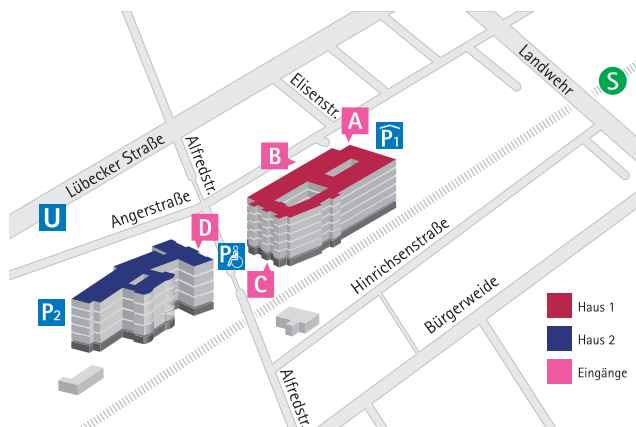 Landwehr
S
Elisenstr.
A
P1
B
Lübecker Straße
Alfredstr.
U
Angerstraße
D
P
C
Hinrichsenstraße
P2
Bürgerweide
Haus 1
Haus 2
Eingänge
Alfredstr.